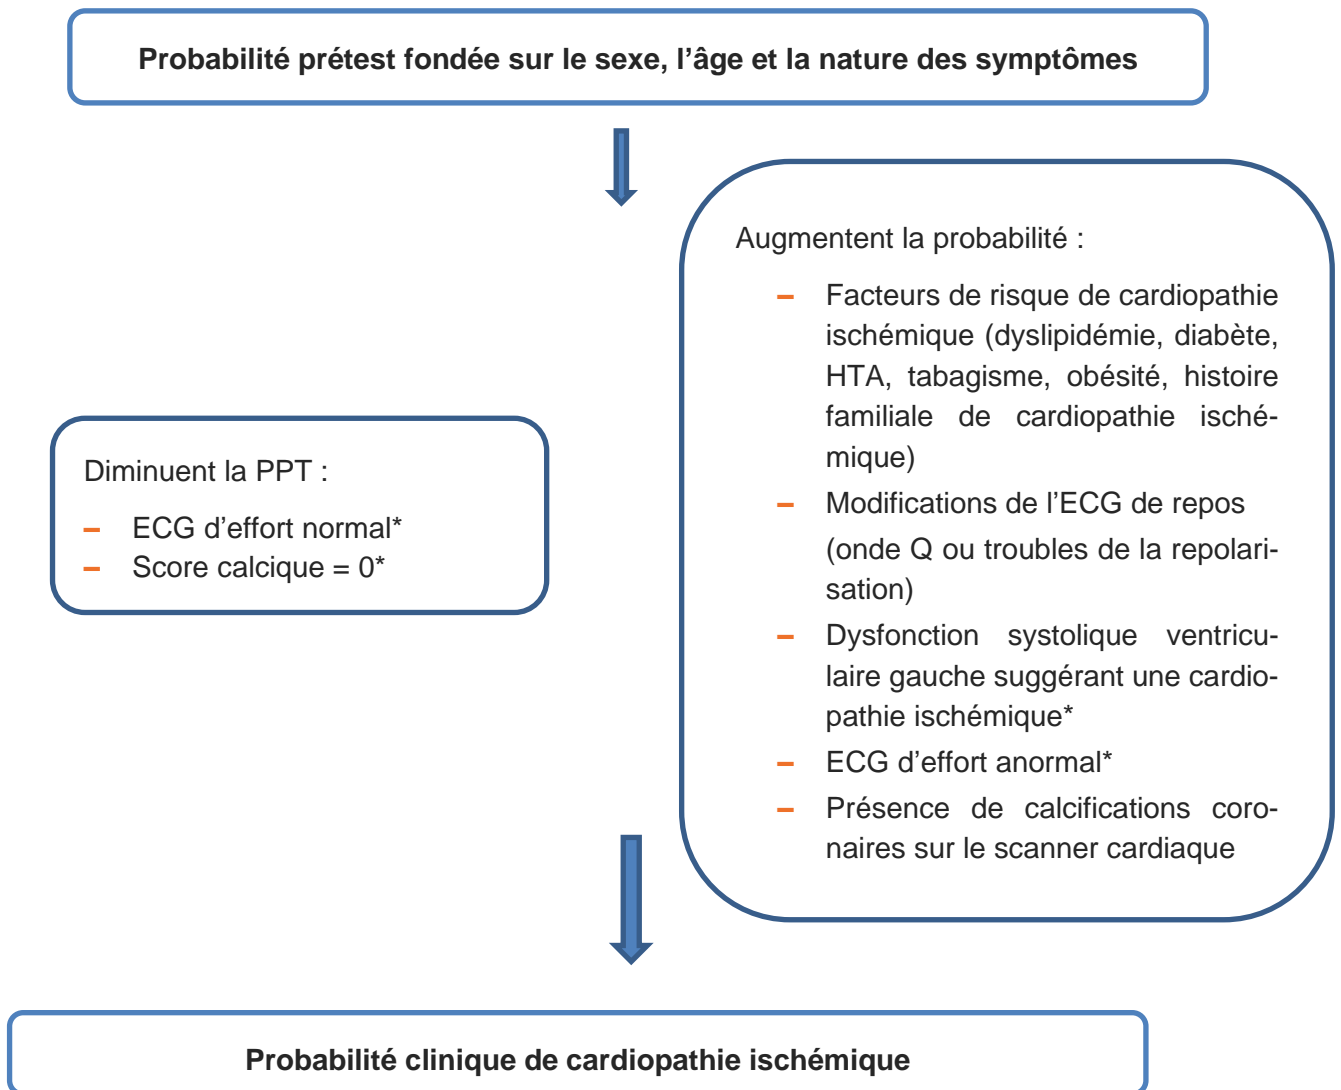 Probabilité prétest fondée sur le sexe, l’âge et la nature des symptômes
Augmentent la probabilité :
– Facteurs de risque de cardiopathie
ischémique (dyslipidémie, diabète,
HTA, tabagisme, obésité, histoire
familiale de cardiopathie isché-
mique)
– Modifications de l’ECG de repos
(onde Q ou troubles de la repolari-
sation)
– Dysfonction systolique ventricu-
laire gauche suggérant une cardio-
pathie ischémique*
– ECG d’effort anormal*
– Présence de calcifications coro-
naires sur le scanner cardiaque
Diminuent la PPT :
– ECG d’effort normal*
– Score calcique = 0*
Probabilité clinique de cardiopathie ischémique